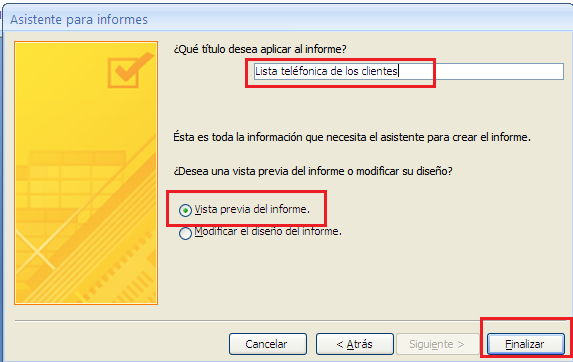 Asistente para informes
¿Qué título desea aplicar al informe?
Lista teléfonica de los clientes
Ésta es toda la información que necesita el asistente para crear el informe.
¿Desea una vista previa del informe o modificar su diseño?
Vista previa del informe.
Modificar el diseño del informe.
Cancelar
< Atrás
Siguiente >
Finalizar